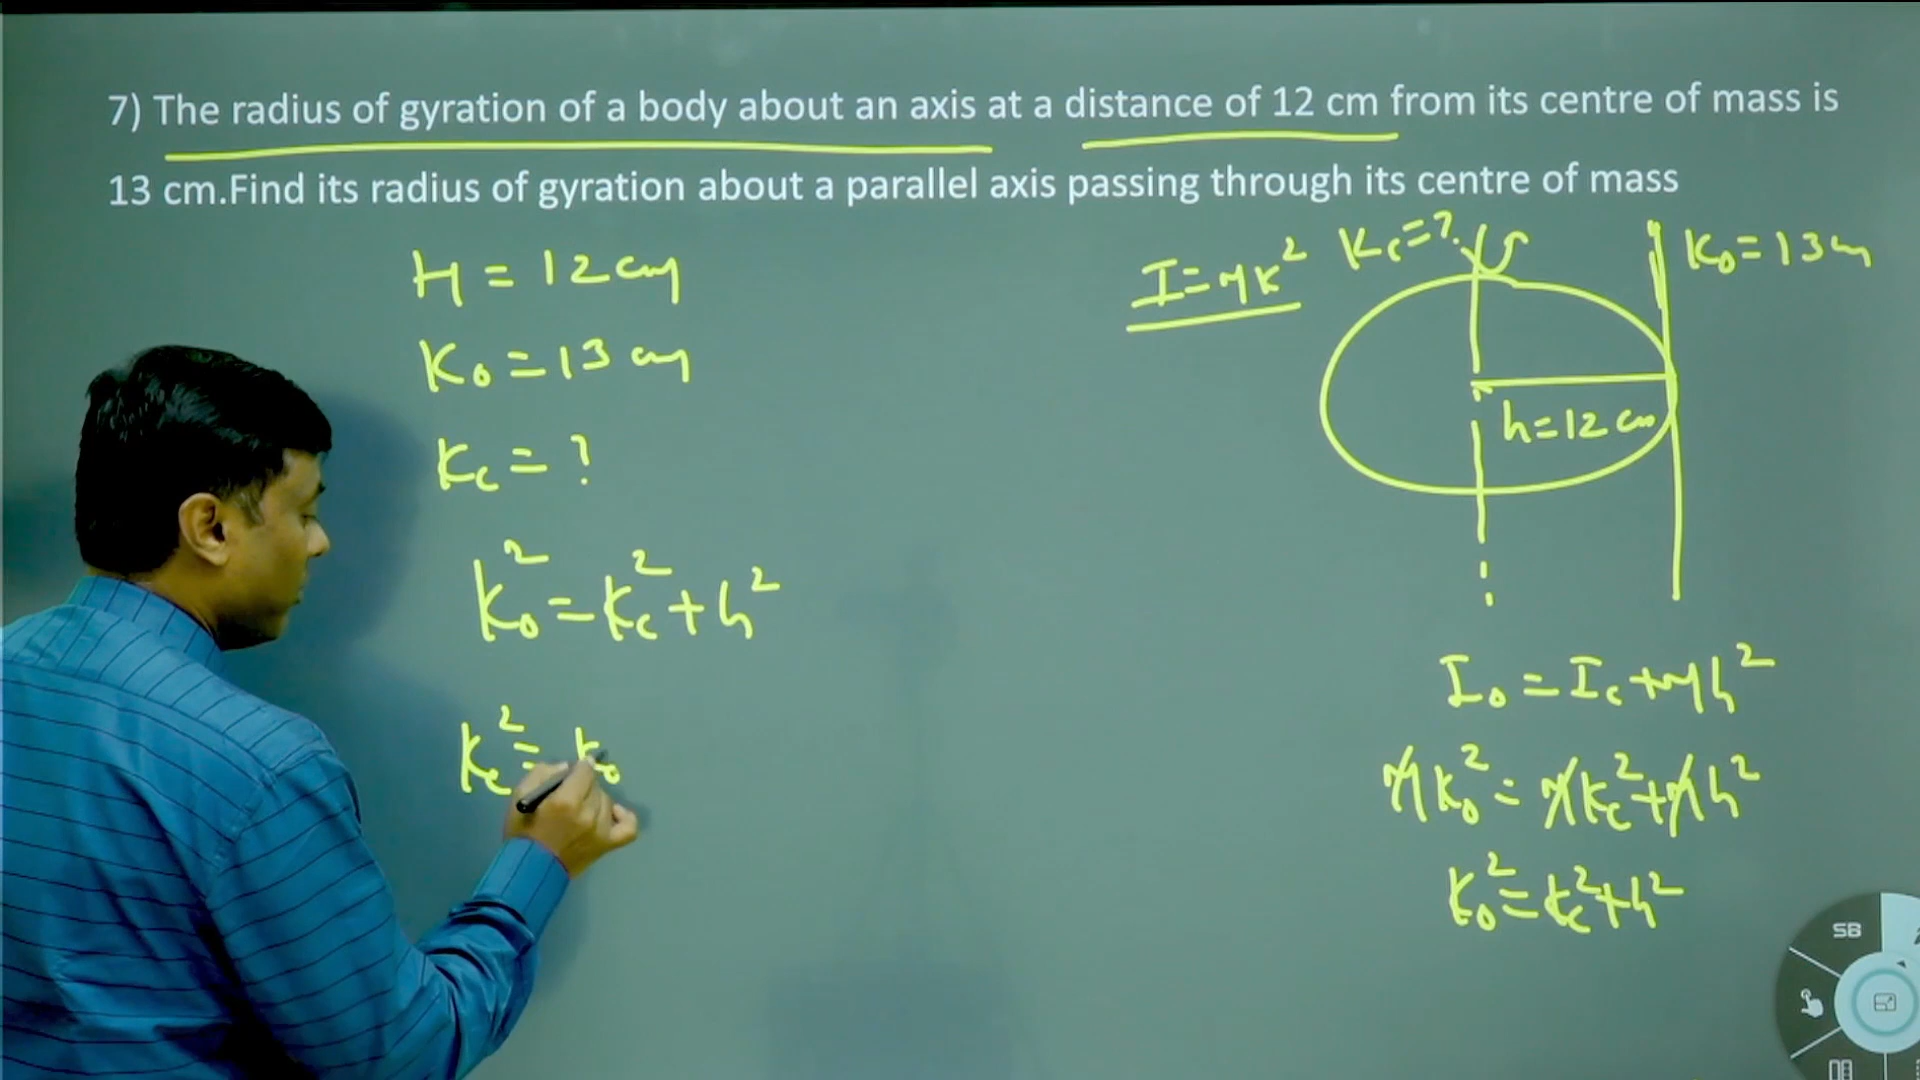 7) The radius of gyration of a body about an axis at a distance of 12 cm from its centre of mass is
13 cm.Find its radius of gyration about a parallel axis passing through its centre of mass
H = 12 cm
K₀ = 13 cm
Kc = ?
K₀² = Kc² + h²
Kc² = K₀
I = MK²
Kc = ?
K₀ = 13 cm
h = 12 cm
I₀ = Ic + Mh²
MK₀² = MKc² + Mh²
K₀² = Kc² + h²
SB